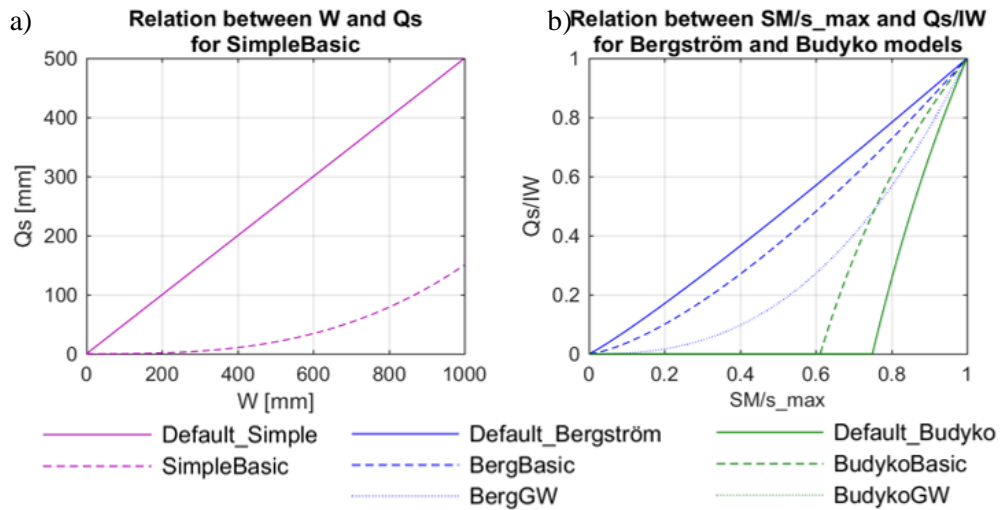 a)
Relation between W and Qs
for SimpleBasic
500
400
300
200
100
0
Qs [mm]
0 200 400 600 800 1000
W [mm]
b)
Relation between SM/s_max and Qs/IW
for Bergström and Budyko models
1
0.8
0.6
0.4
0.2
0
Qs/IW
0 0.2 0.4 0.6 0.8 1
SM/s_max
Default_Simple
SimpleBasic
Default_Bergström
BergBasic
BergGW
Default_Budyko
BudykoBasic
BudykoGW